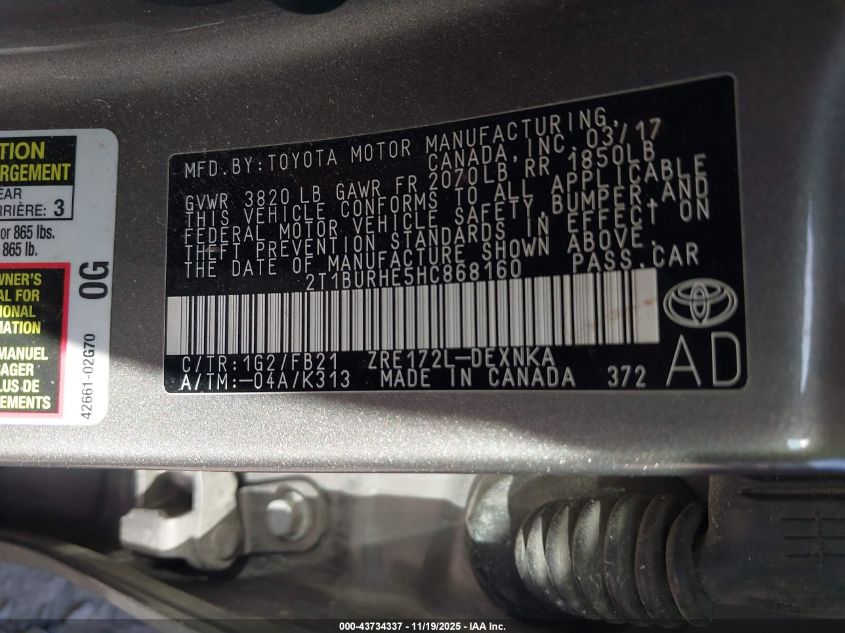 TION
RGEMENT
EAR
RRIÈRE: 3
or 865 lbs.
865 lb.
OWNER'S
AL FOR
IONAL
MATION
MANUEL
AGER
LUS DE
EMENTS
0G
42661-02G70
MFD. BY: TOYOTA MOTOR MANUFACTURING,
CANADA, INC. 03/17
GVWR 3820 LB GAWR FR 2070LB, RR 1850LB
THIS VEHICLE CONFORMS TO ALL APPLICABLE
FEDERAL MOTOR VEHICLE SAFETY, BUMPER, AND
THEFT PREVENTION STANDARDS IN EFFECT ON
THE DATE OF MANUFACTURE SHOWN ABOVE.
2T1BURHE5HC868160 PASS.CAR
C/TR: 1G2/FB21 ZRE172L-DEXNKA
A/TM: -04A/K313 MADE IN CANADA 372
AD
000-43734337 - 11/19/2025 - IAA Inc.